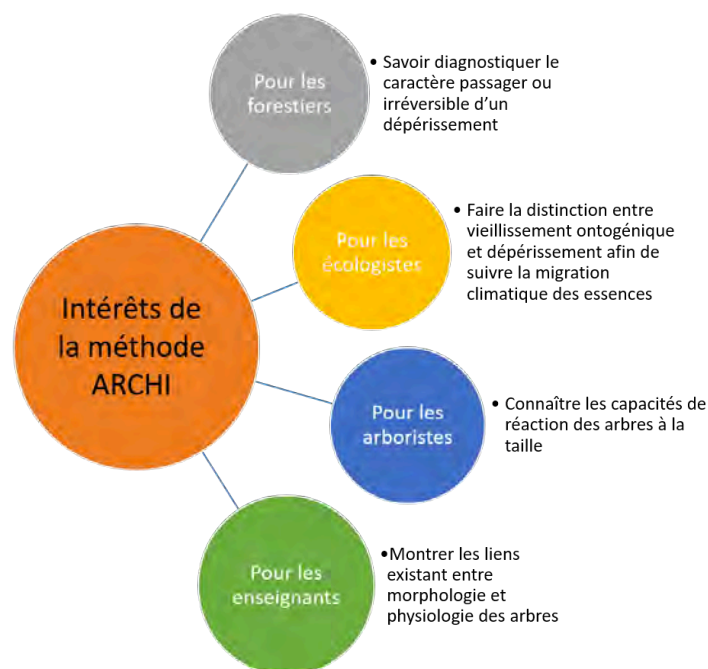 Intérêts de
la méthode
ARCHI
Pour les
forestiers
• Savoir diagnostiquer le
caractère passager ou
irréversible d’un
dépérissement
Pour les
écologistes
• Faire la distinction entre
vieillissement ontogénique
et dépérissement afin de
suivre la migration
climatique des essences
Pour les
arboristes
• Connaître les capacités de
réaction des arbres à la
taille
Pour les
enseignants
•Montrer les liens
existant entre
morphologie et
physiologie des arbres